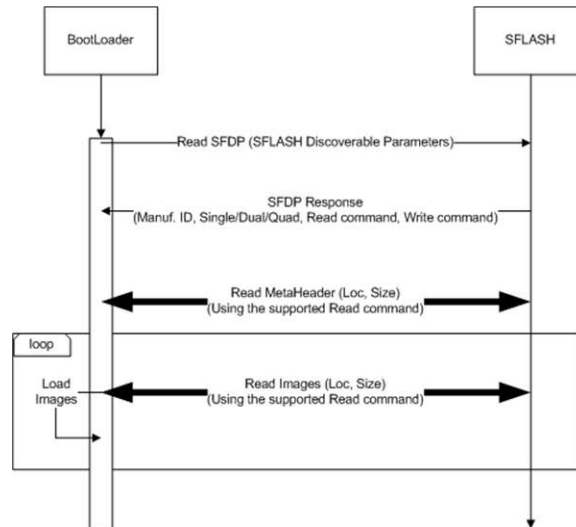 BootLoader
SFLASH
Read SFDP (SFLASH Discoverable Parameters)
SFDP Response
(Manuf. ID, Single/Dual/Quad, Read command, Write command)
Read MetaHeader (Loc, Size)
(Using the supported Read command)
loop
Load
Images
Read Images (Loc, Size)
(Using the supported Read command)